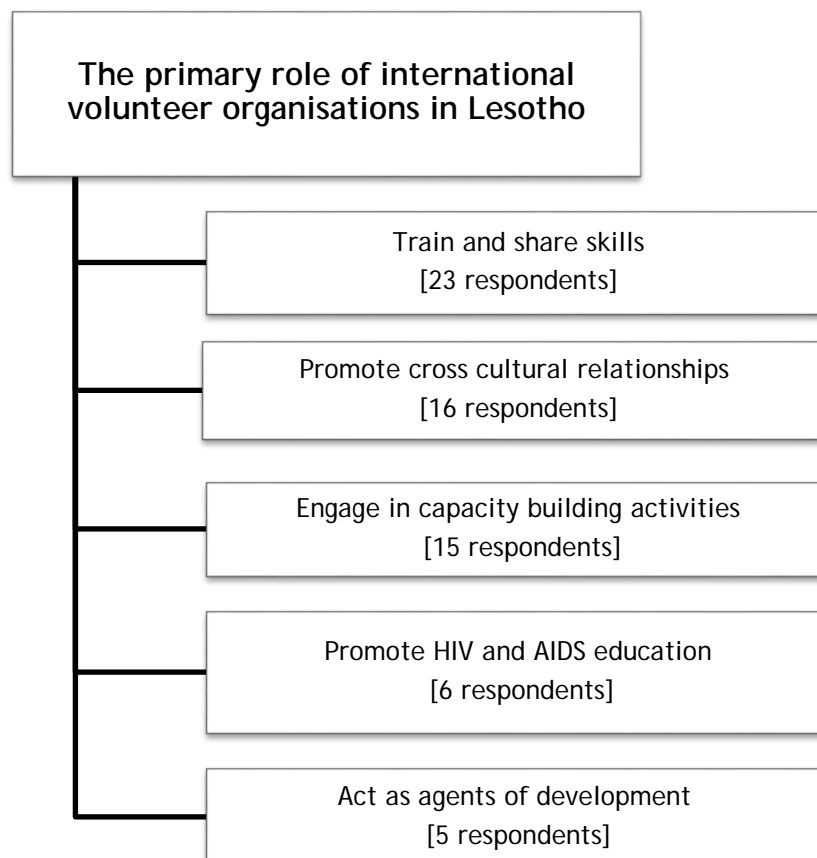 The primary role of international
volunteer organisations in Lesotho
Train and share skills
[23 respondents]
Promote cross cultural relationships
[16 respondents]
Engage in capacity building activities
[15 respondents]
Promote HIV and AIDS education
[6 respondents]
Act as agents of development
[5 respondents]